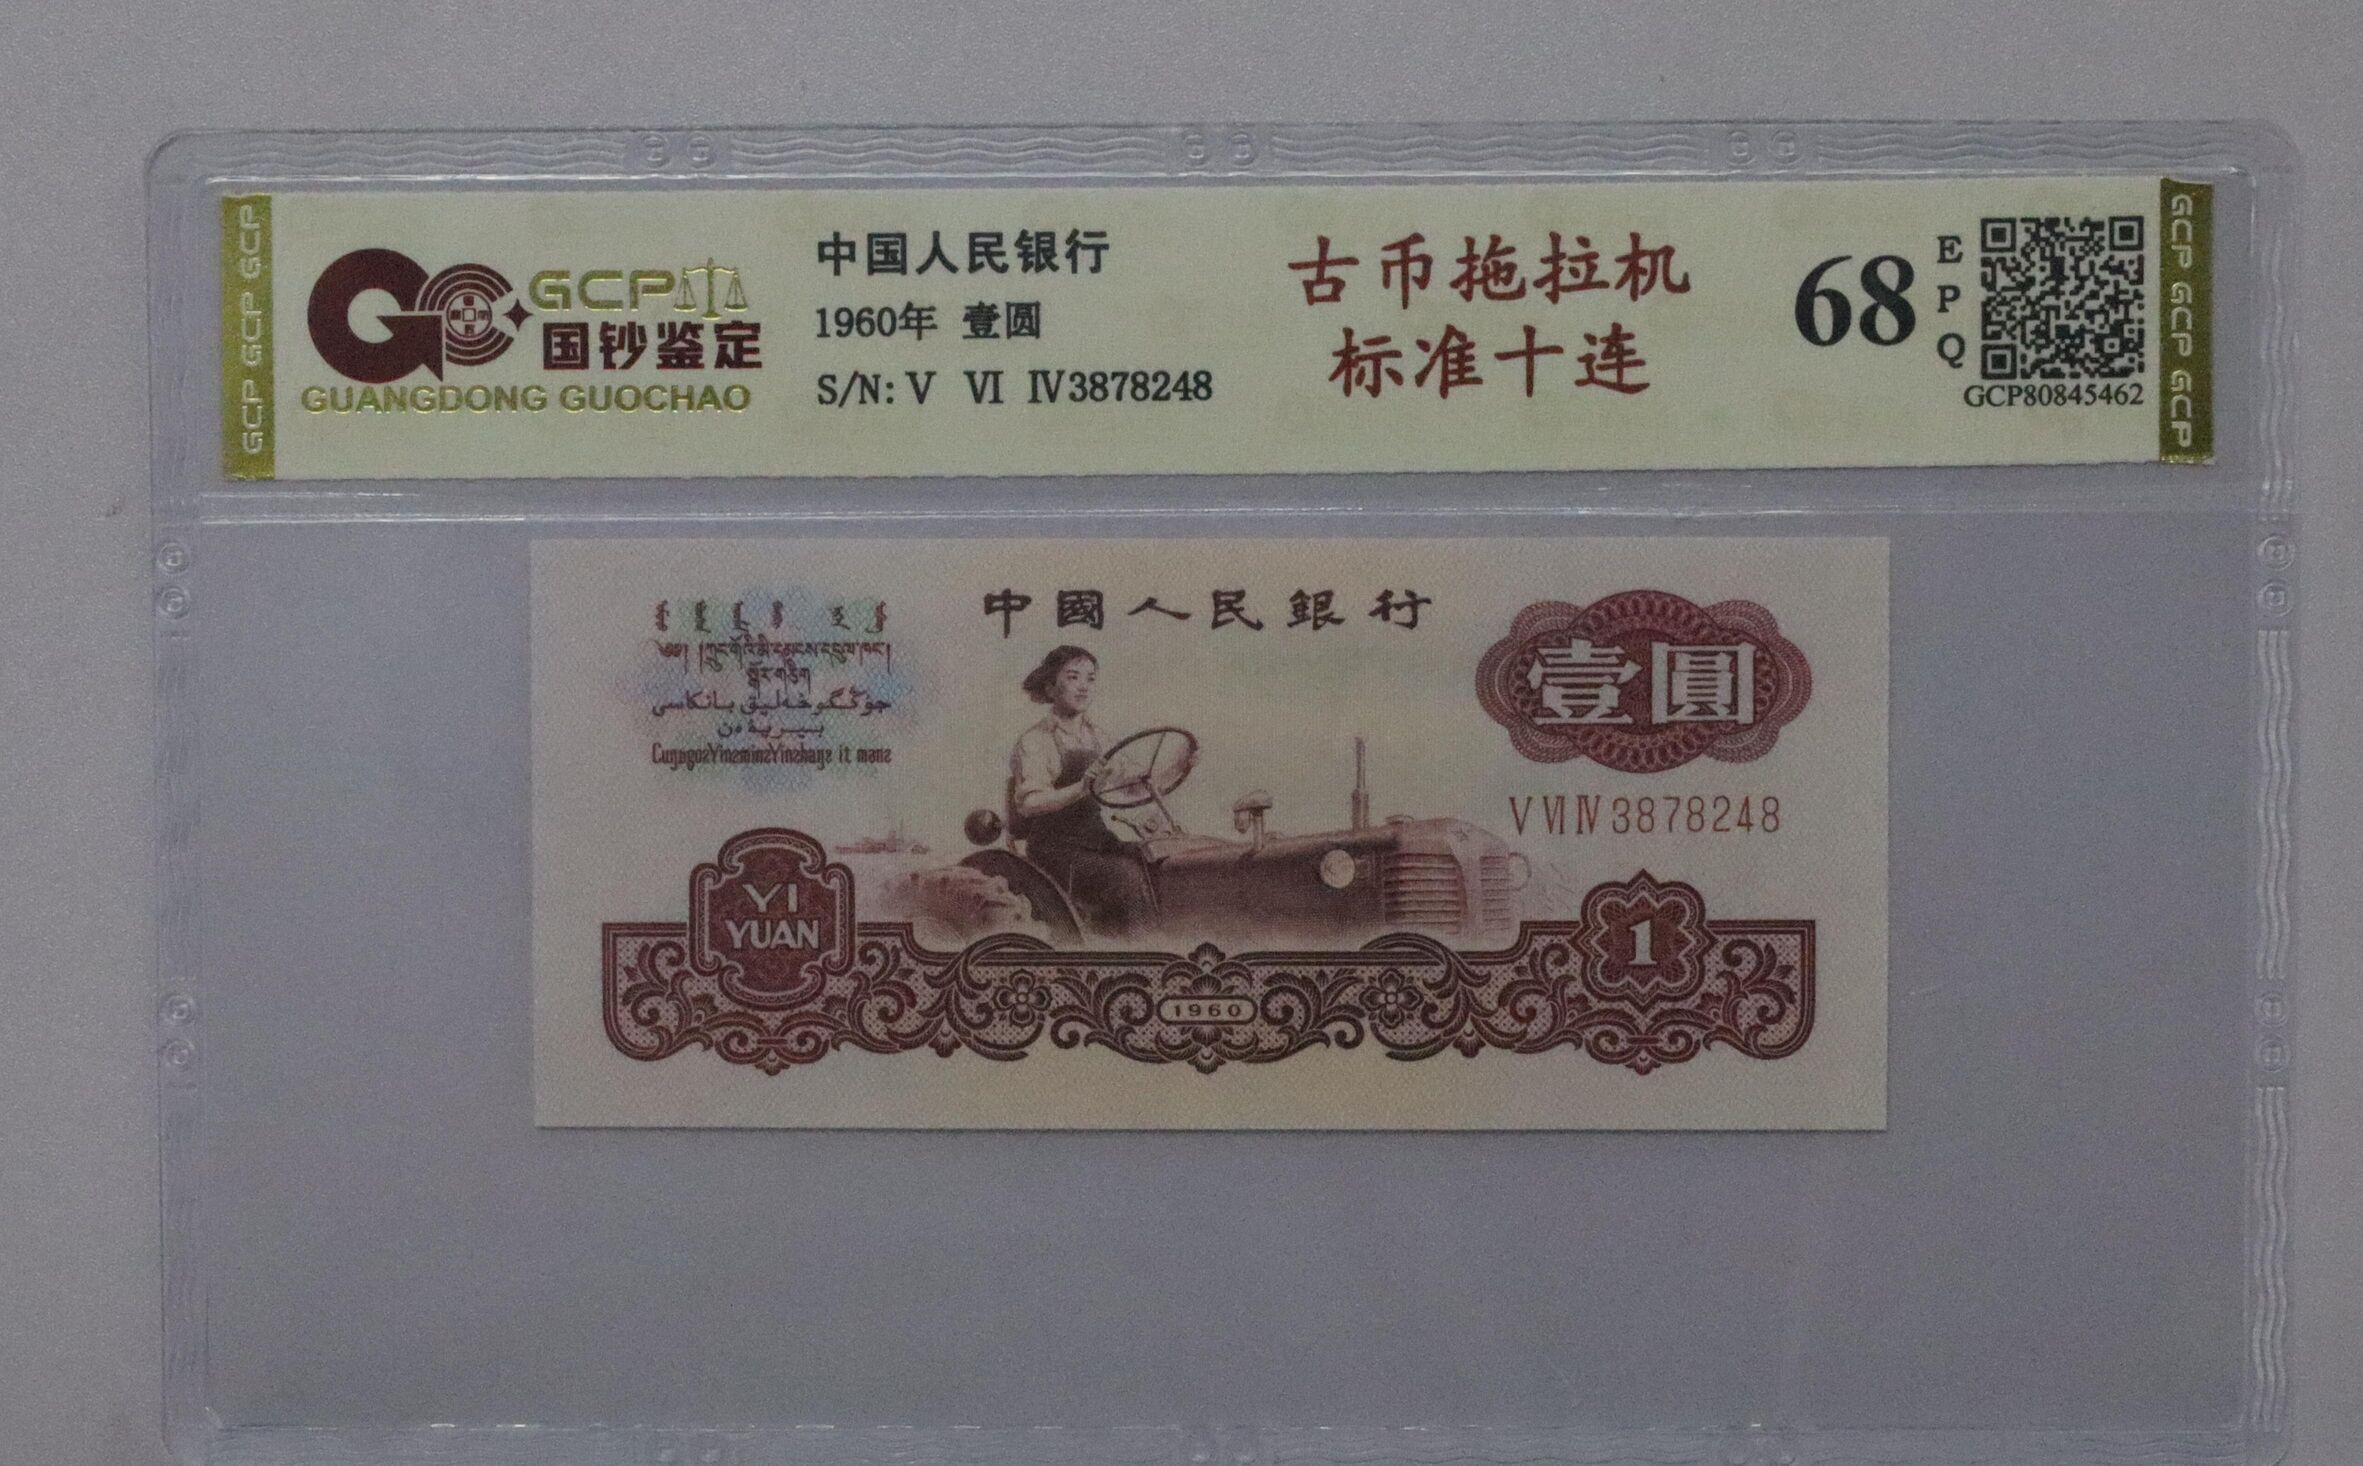 GCP GCP GCP
GCP
国钞鉴定
GUANGDONG GUOCHAO
中国人民银行
1960年 壹圆
S/N: V VI IV3878248
古币拖拉机
标准十连
68
EPQ
GCP80845462
GCP GCP GCP
中國人民銀行
壹圓
CuŋƨgoƨYinƨminƨYinƨhaŋƨ it manƨ
V VI IV 3878248
YI
YUAN
1
1960